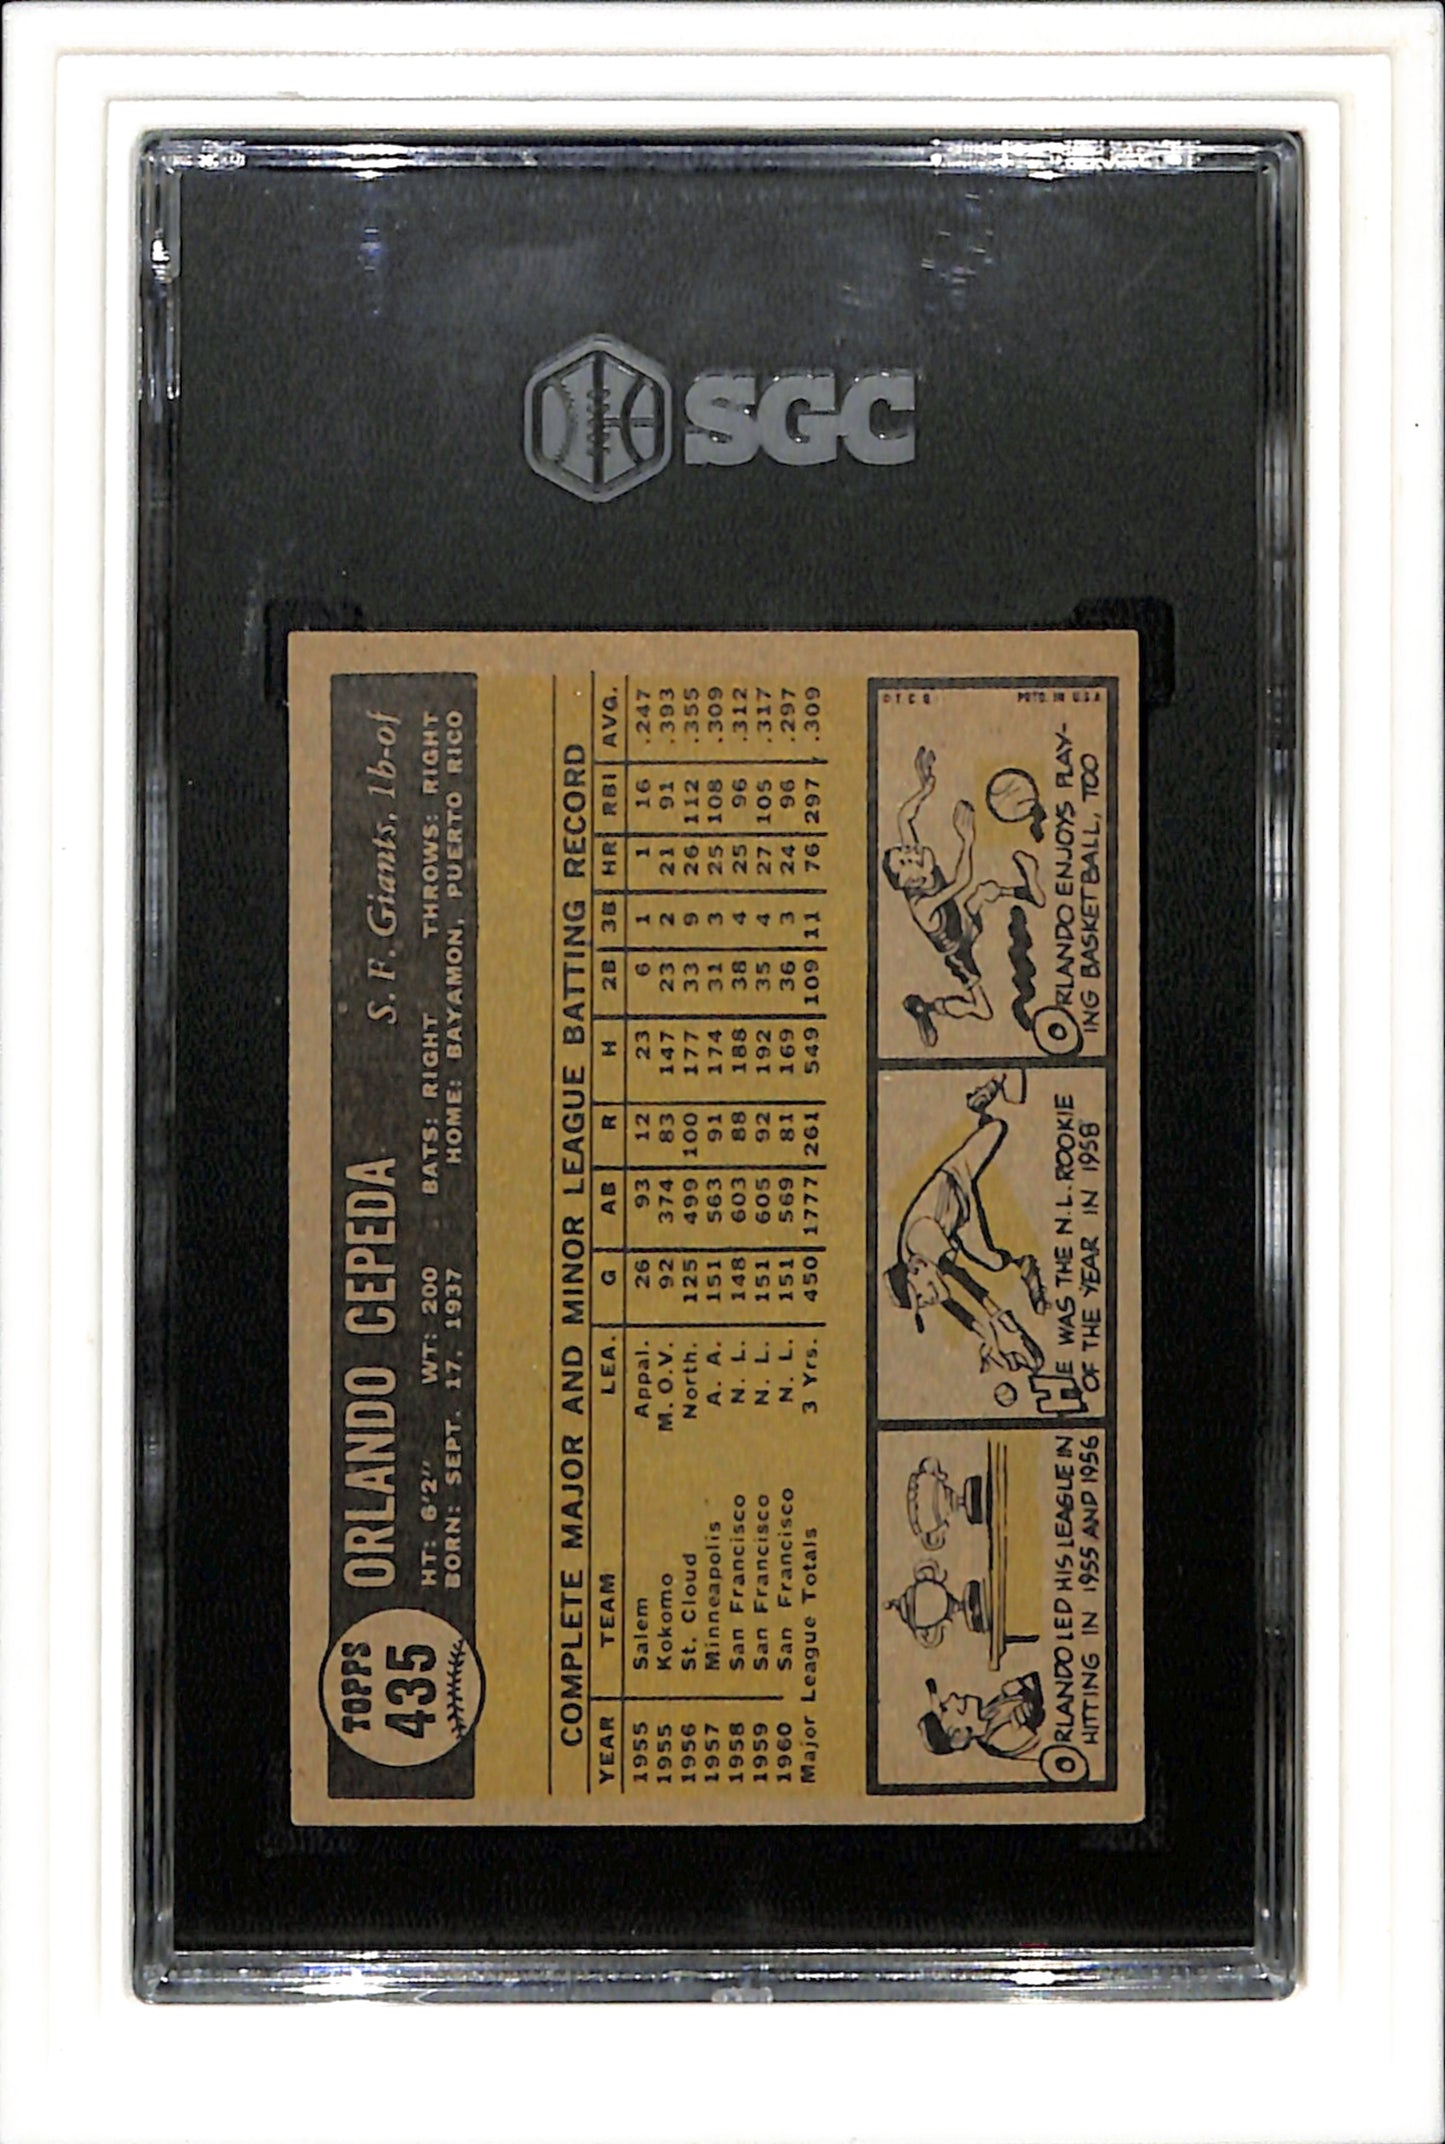 SGC
TOPPS
435
ORLANDO CEPEDA S. F. Giants, 1b-of
HT: 6'2" WT: 200 BATS: RIGHT THROWS: RIGHT
BORN: SEPT. 17, 1937 HOME: BAYAMON, PUERTO RICO
COMPLETE MAJOR AND MINOR LEAGUE BATTING RECORD
YEAR TEAM LEA. G AB R H 2B 3B HR RBI AVG.
1955 Salem Appal. 26 93 12 23 6 1 1 16 .247
1955 Kokomo M. O. V. 92 374 83 147 23 2 21 91 .393
1956 St. Cloud North. 125 499 100 177 33 9 26 112 .355
1957 Minneapolis A. A. 151 563 91 174 31 3 25 108 .309
1958 San Francisco N. L. 148 603 88 188 38 4 25 96 .312
1959 San Francisco N. L. 151 605 92 192 35 4 27 105 .317
1960 San Francisco N. L. 151 569 81 169 36 3 24 96 .297
Major League Totals 3 Yrs. 450 1777 261 549 109 11 76 297 .309
ORLANDO LED HIS LEAGUE IN
HITTING IN 1955 AND 1956
HE WAS THE N.L. ROOKIE
OF THE YEAR IN 1958
ORLANDO ENJOYS PLAY-
ING BASKETBALL, TOO
PRTD. IN U.S.A